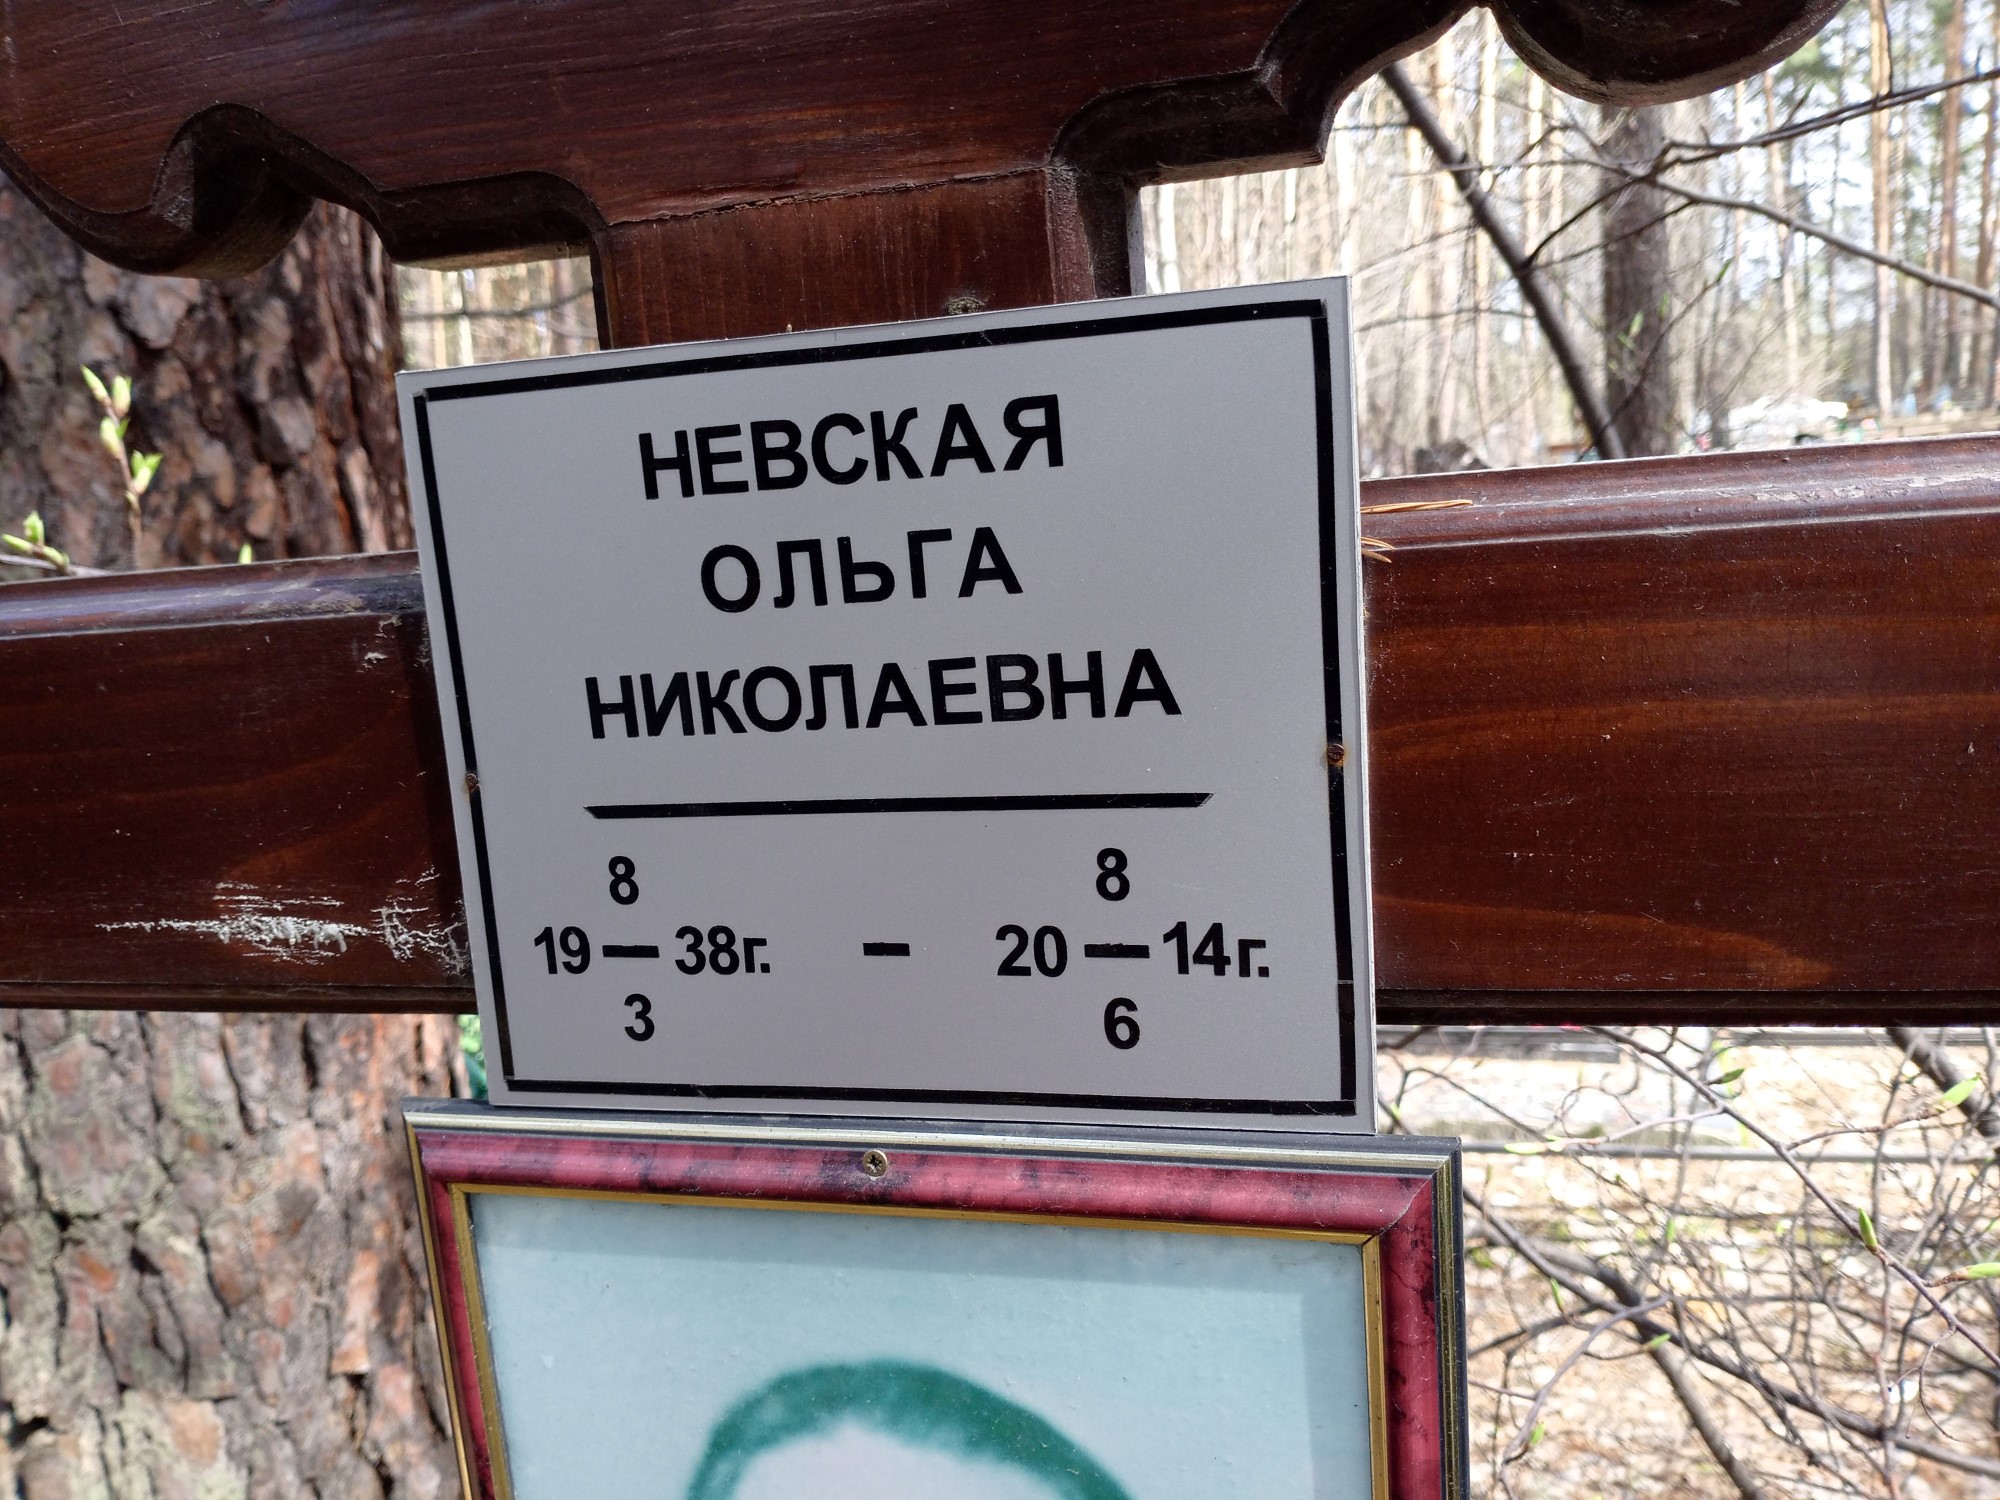 НЕВСКАЯ
ОЛЬГА
НИКОЛАЕВНА
8 8
19 — 38г. – 20 — 14г.
3 6